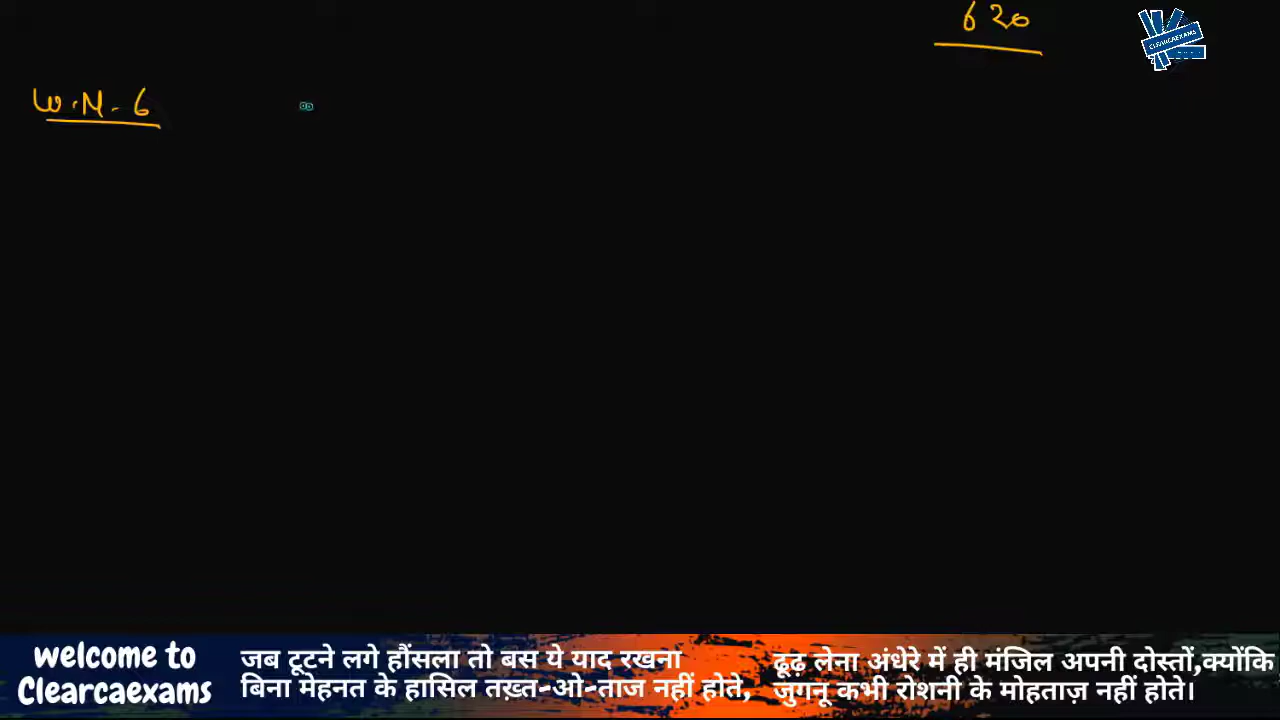 620
CLEARCAEXAMS
W.N-6
welcome to
Clearcaexams
जब टूटने लगे हौंसला तो बस ये याद रखना
बिना मेहनत के हासिल तख़्त-ओ-ताज नहीं होते,
ढूढ़ लेना अंधेरे में ही मंजिल अपनी दोस्तों,क्योंकि
जुगनू कभी रोशनी के मोहताज़ नहीं होते।